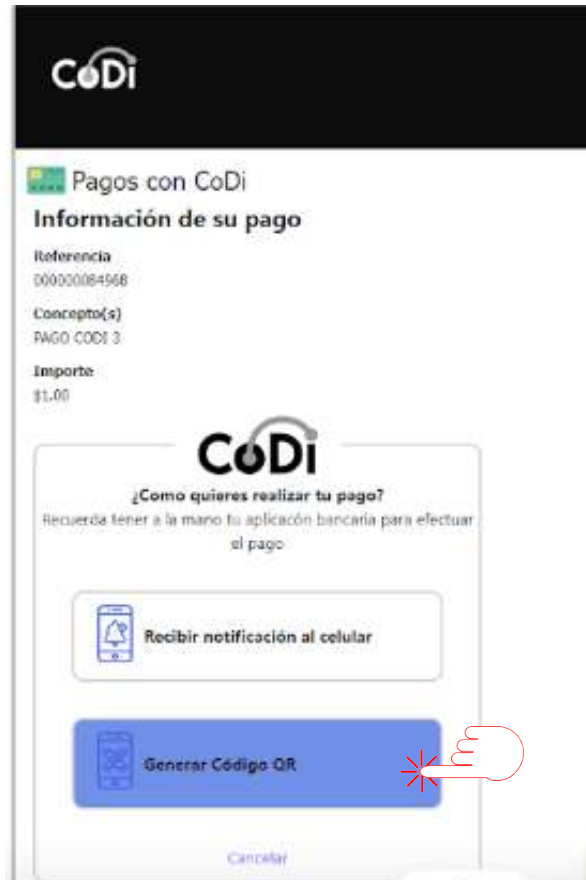 CoDi
Pagos con CoDi
Información de su pago
Referencia
000000084968
Concepto(s)
PAGO CODI 3
Importe
$1.00
CoDi
¿Como quieres realizar tu pago?
Recuerda tener a la mano tu aplicacón bancaria para efectuar
el pago
Recibir notificación al celular
Generar Código QR
Cancelar